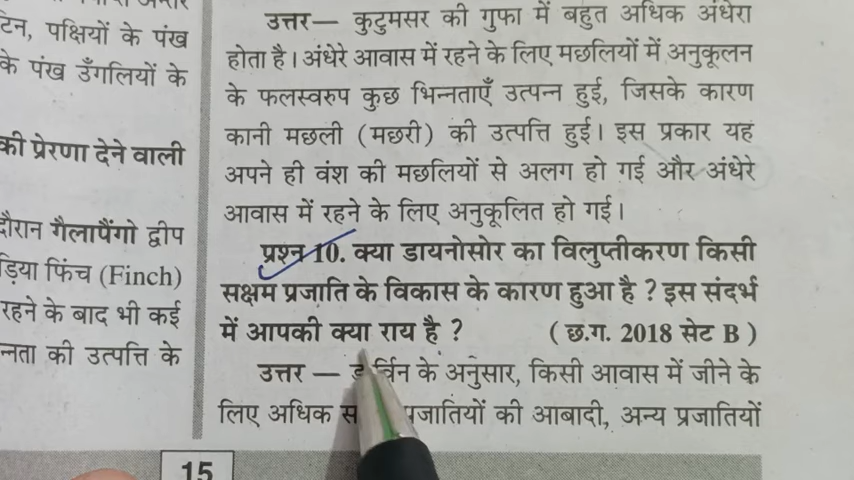 टिन, पक्षियों के पंख
के पंख उँगलियों के
की प्रेरणा देने वाली
दौरान गैलापैंगो द्वीप
ड़िया फिंच (Finch)
रहने के बाद भी कई
न्नता की उत्पत्ति के
उत्तर— कुटुमसर की गुफा में बहुत अधिक अंधेरा
होता है। अंधेरे आवास में रहने के लिए मछलियों में अनुकूलन
के फलस्वरुप कुछ भिन्नताएँ उत्पन्न हुई, जिसके कारण
कानी मछली (मछरी) की उत्पत्ति हुई। इस प्रकार यह
अपने ही वंश की मछलियों से अलग हो गई और अंधेरे
आवास में रहने के लिए अनुकूलित हो गई।
प्रश्न 10. क्या डायनोसोर का विलुप्तीकरण किसी
सक्षम प्रजाति के विकास के कारण हुआ है ? इस संदर्भ
में आपकी क्या राय है ? (छ.ग. 2018 सेट B)
उत्तर — के अनुसार, किसी आवास में जीने के
लिए अधिक प्रजातियों की आबादी, अन्य प्रजातियों
15